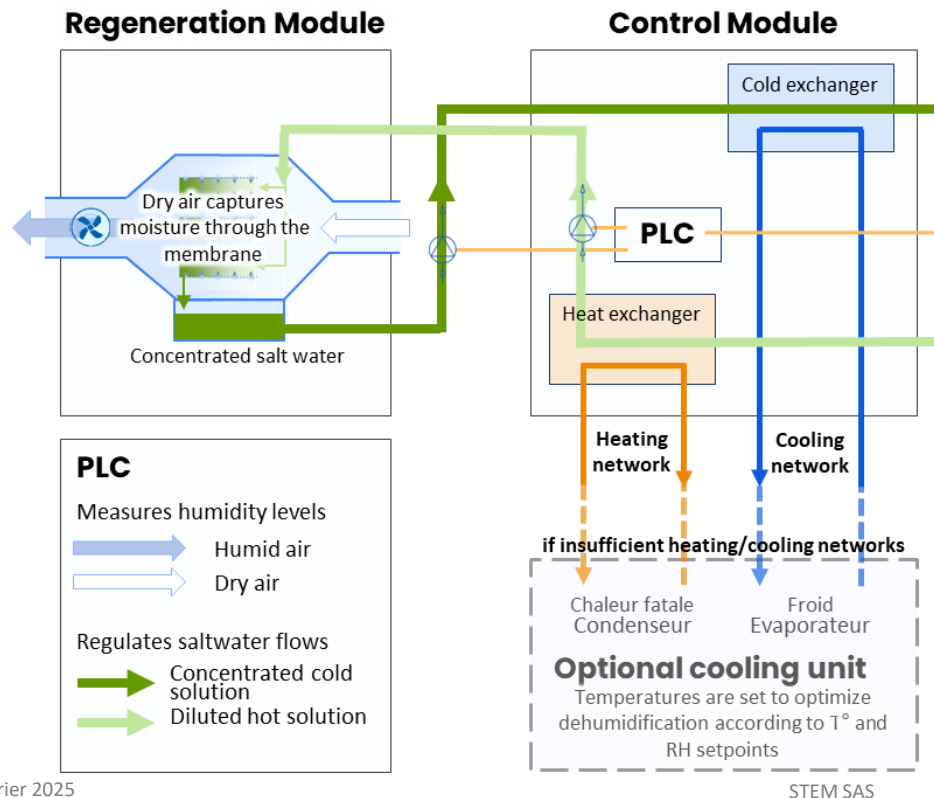 Regeneration Module
Control Module
Cold exchanger
Dry air captures
moisture through the
membrane
PLC
Heat exchanger
Concentrated salt water
Heating
network
Cooling
network
PLC
Measures humidity levels
Humid air
Dry air
Regulates saltwater flows
Concentrated cold
solution
Diluted hot solution
if insufficient heating/cooling networks
Chaleur fatale
Condenseur
Froid
Evaporateur
Optional cooling unit
Temperatures are set to optimize
dehumidification according to T° and
RH setpoints
rier 2025
STEM SAS